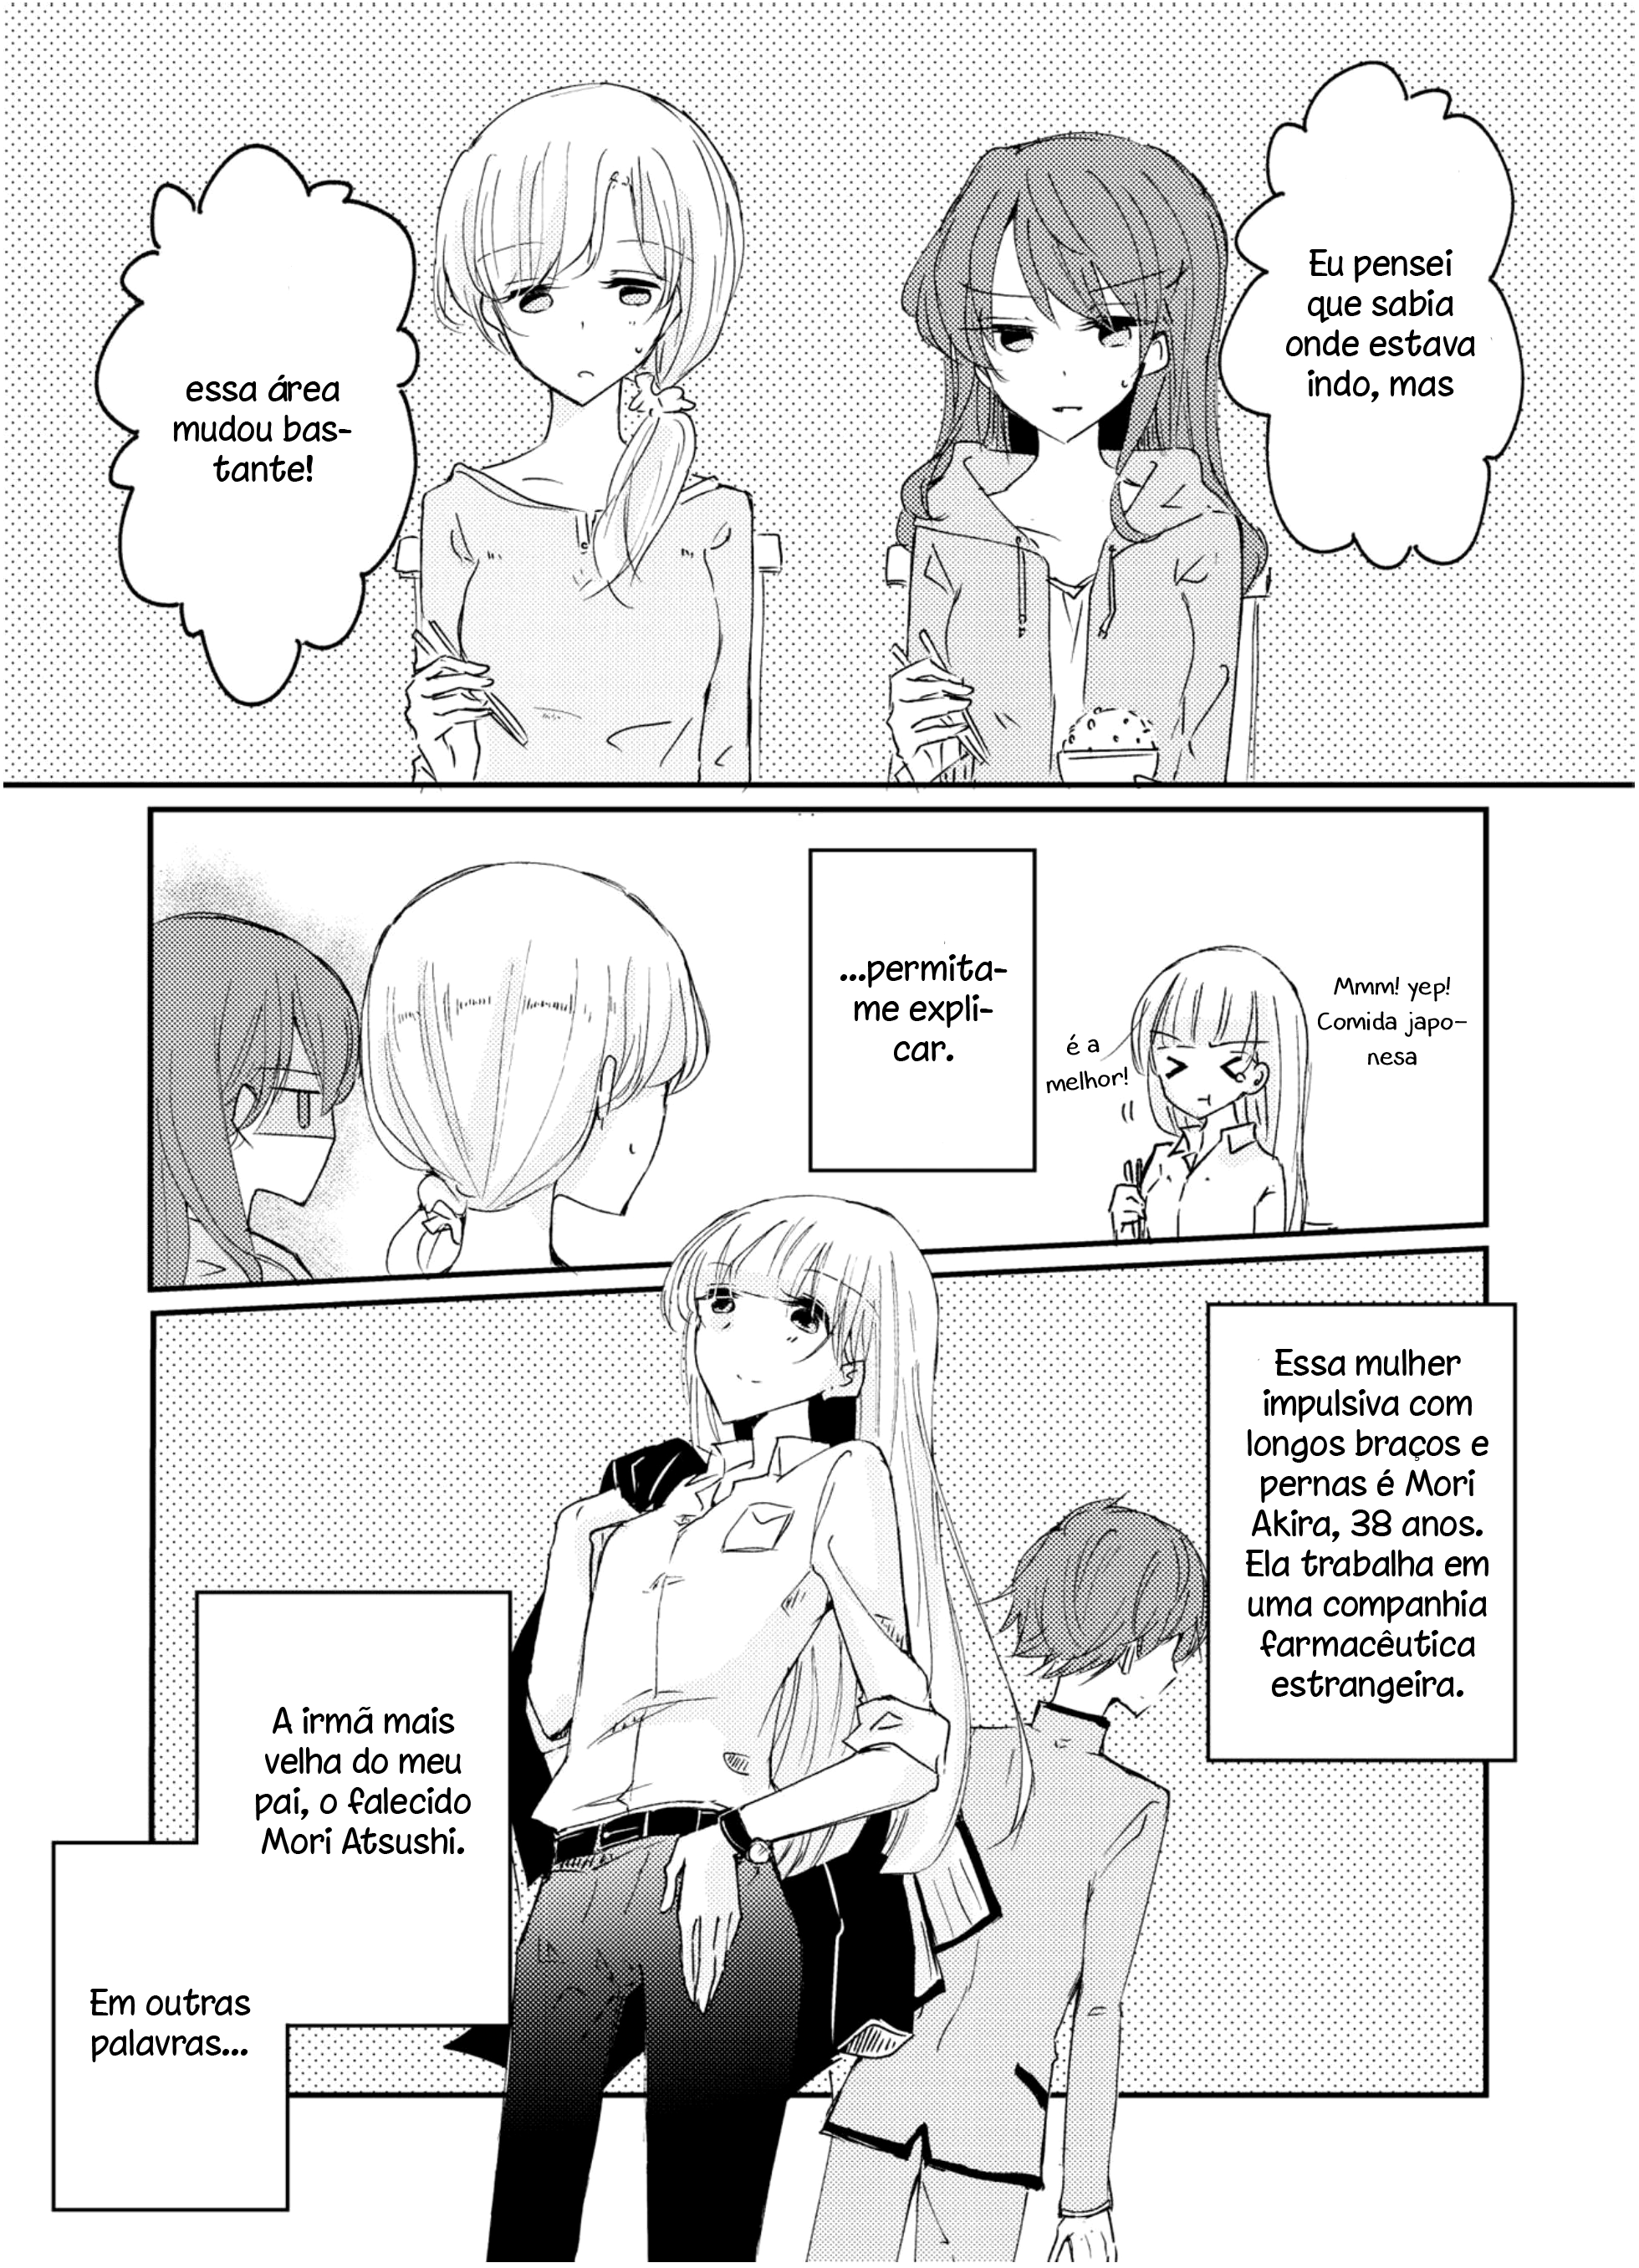 Eu pensei
que sabia
onde estava
indo, mas
essa área
mudou bas-
tante!
Mmm! yep!
Comida japo-
nesa
é a
melhor!
...permita-
me expli-
car.
Essa mulher
impulsiva com
longos braços e
pernas é Mori
Akira, 38 anos.
Ela trabalha em
uma companhia
farmacêutica
estrangeira.
A irmã mais
velha do meu
pai, o falecido
Mori Atsushi.
Em outras
palavras...